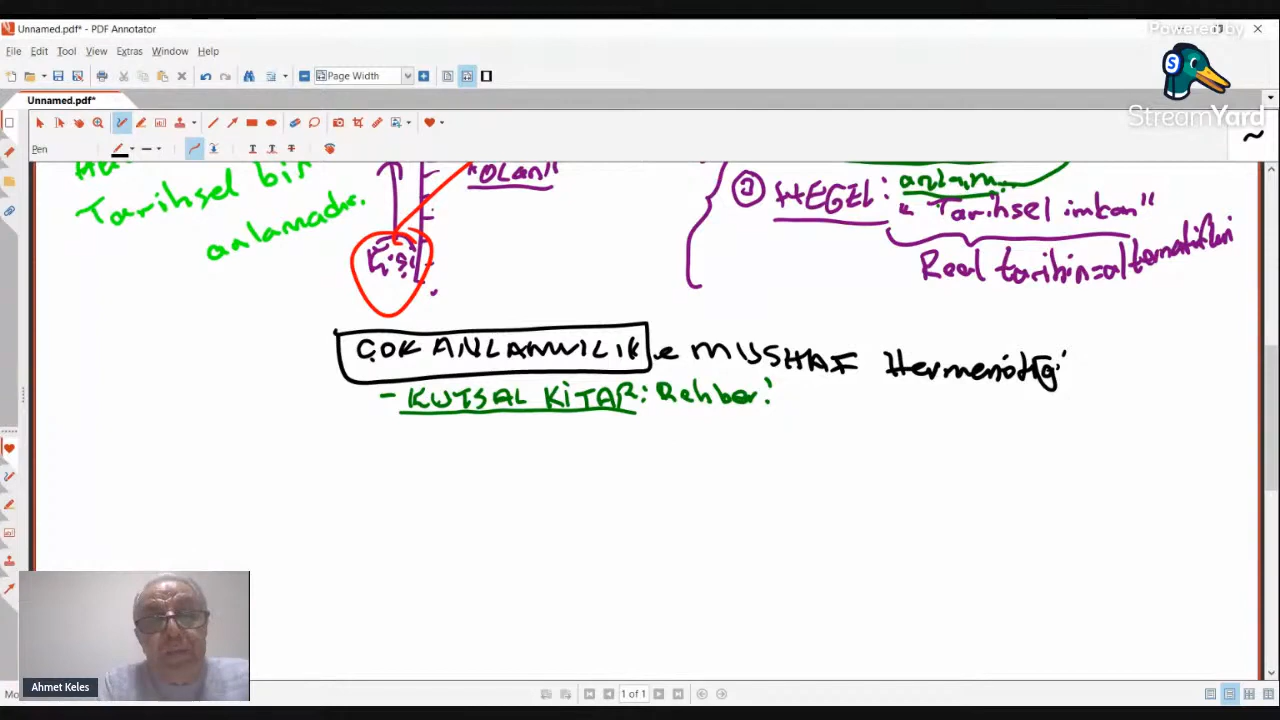 Unnamed.pdf* - PDF Annotator
Powered by
File Edit Tool View Extras Window Help
Page Width
StreamYard
Unnamed.pdf*
Pen
Tarihsel bir
anlamadır.
"OLan"
Kişi
② HEGEL: anlam..
"Tarihsel imkan"
Real tarihin=alternatifleri
ÇOK ANLAMLILIK ve MUSHAF Hermenötiği
- KUTSAL KİTAP: Rehber!
Ahmet Keles
1 of 1